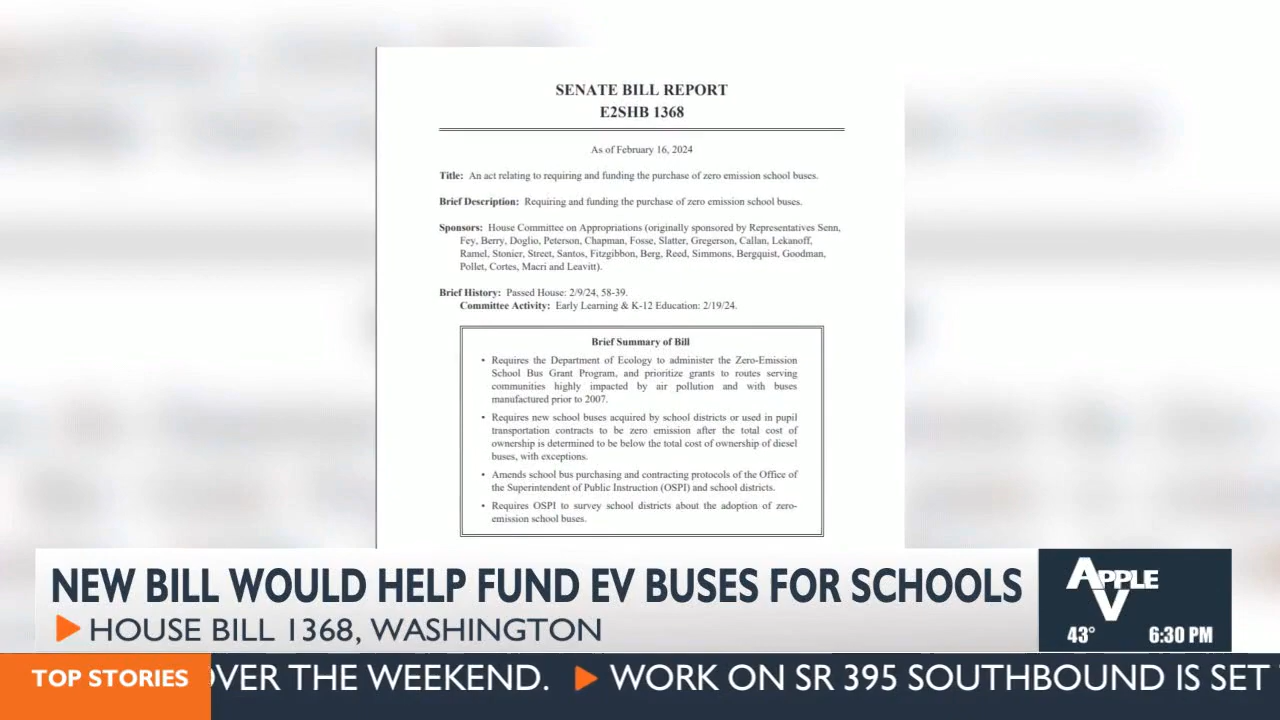 SENATE BILL REPORT
E2SHB 1368
As of February 16, 2024
Title: An act relating to requiring and funding the purchase of zero emission school buses.
Brief Description: Requiring and funding the purchase of zero emission school buses.
Sponsors: House Committee on Appropriations (originally sponsored by Representatives Senn,
Fey, Berry, Doglio, Peterson, Chapman, Fosse, Slatter, Gregerson, Callan, Lekanoff,
Ramel, Stonier, Street, Santos, Fitzgibbon, Berg, Reed, Simmons, Bergquist, Goodman,
Pollet, Cortes, Macri and Leavitt).
Brief History: Passed House: 2/9/24, 58-39.
Committee Activity: Early Learning & K-12 Education: 2/19/24.
Brief Summary of Bill
• Requires the Department of Ecology to administer the Zero-Emission
School Bus Grant Program, and prioritize grants to routes serving
communities highly impacted by air pollution and with buses
manufactured prior to 2007.
• Requires new school buses acquired by school districts or used in pupil
transportation contracts to be zero emission after the total cost of
ownership is determined to be below the total cost of ownership of diesel
buses, with exceptions.
• Amends school bus purchasing and contracting protocols of the Office of
the Superintendent of Public Instruction (OSPI) and school districts.
• Requires OSPI to survey school districts about the adoption of zero-
emission school buses.
NEW BILL WOULD HELP FUND EV BUSES FOR SCHOOLS
HOUSE BILL 1368, WASHINGTON
APPLE
V
43° 6:30 PM
TOP STORIES
OVER THE WEEKEND. WORK ON SR 395 SOUTHBOUND IS SET